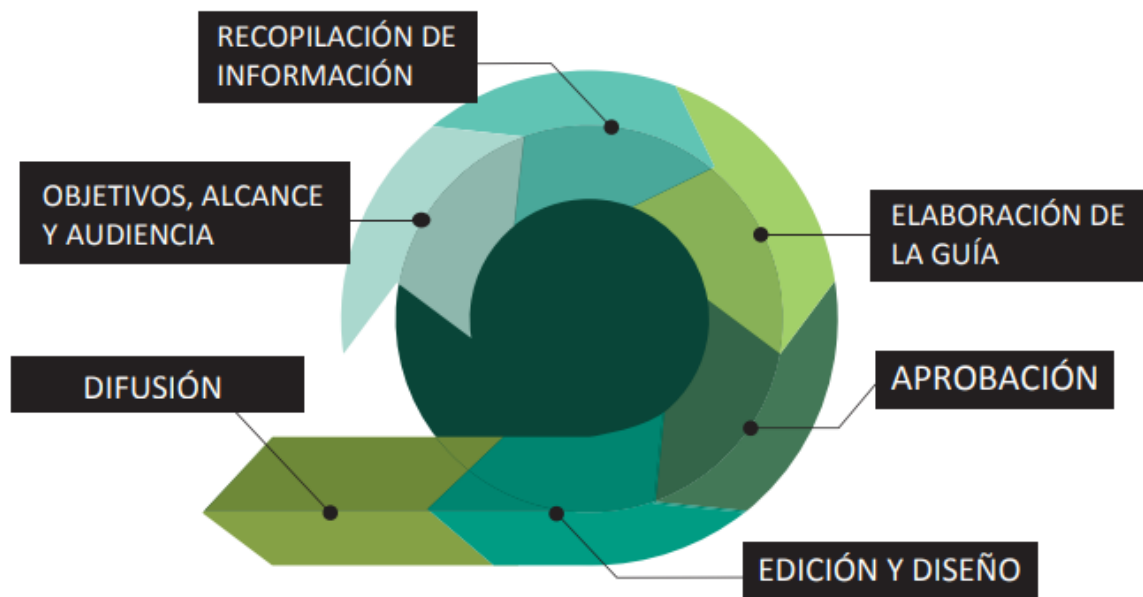 RECOPILACIÓN DE
INFORMACIÓN
OBJETIVOS, ALCANCE
Y AUDIENCIA
ELABORACIÓN DE
LA GUÍA
DIFUSIÓN
APROBACIÓN
EDICIÓN Y DISEÑO